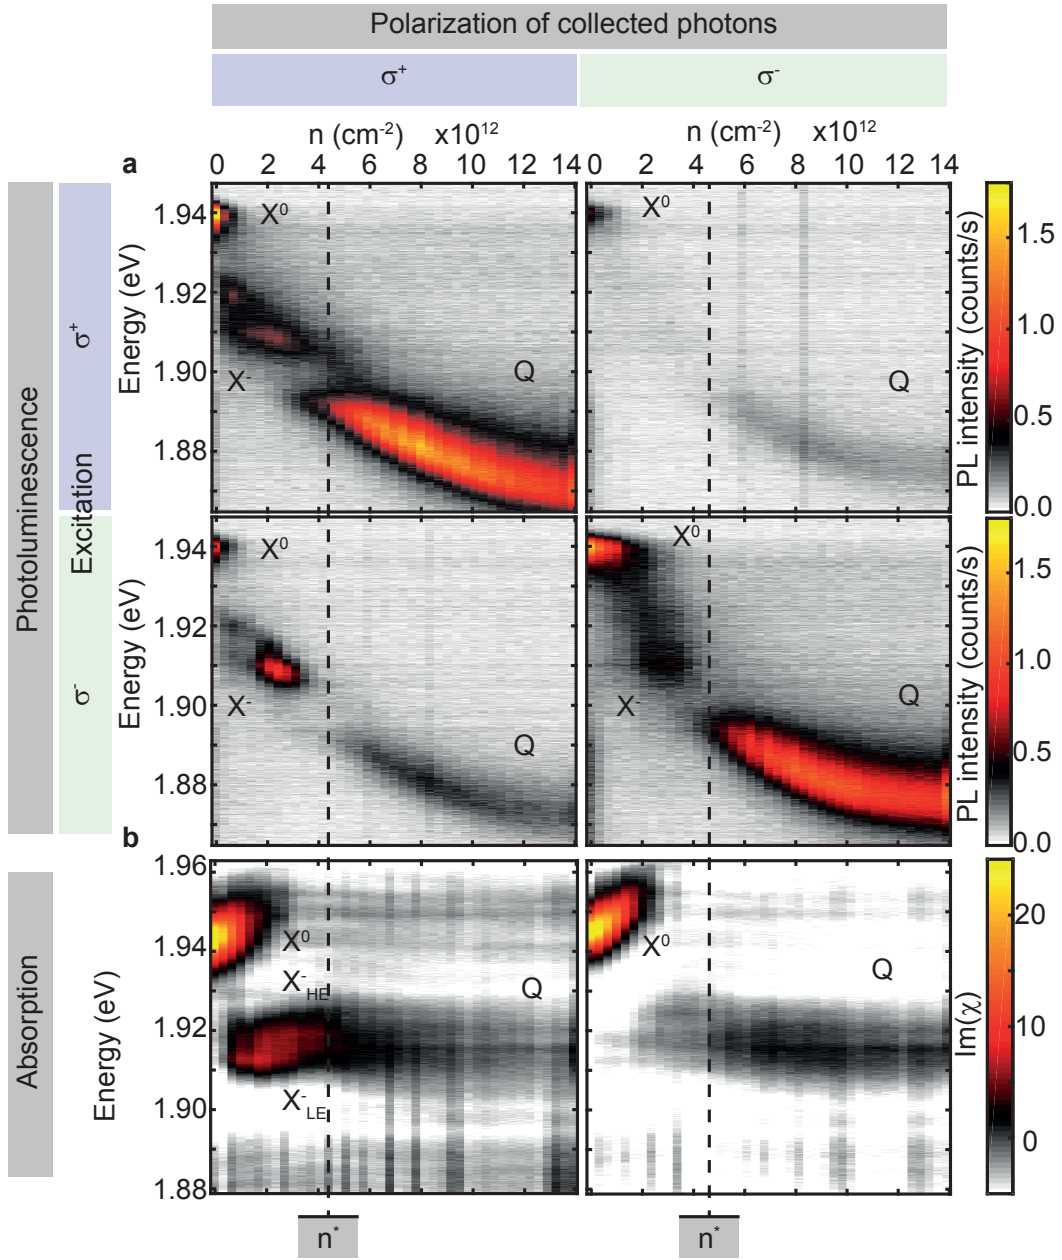 Polarization of collected photons
σ+ σ-
n (cm-2) x10^12 n (cm-2) x10^12
a 0 2 4 6 8 10 12 14 0 2 4 6 8 10 12 14
Photoluminescence
Excitation
σ+
Energy (eV)
1.94
1.92
1.90
1.88
X0
X-
Q
X0
Q
PL intensity (counts/s)
1.5
1.0
0.5
0.0
σ-
Energy (eV)
1.94
1.92
1.90
1.88
X0
X-
Q
X0
X-
Q
PL intensity (counts/s)
1.5
1.0
0.5
0.0
b
Absorption
Energy (eV)
1.96
1.94
1.92
1.90
1.88
X0
X-HE
X-LE
Q
X0
Q
Im(χ)
20
10
0
n* n*